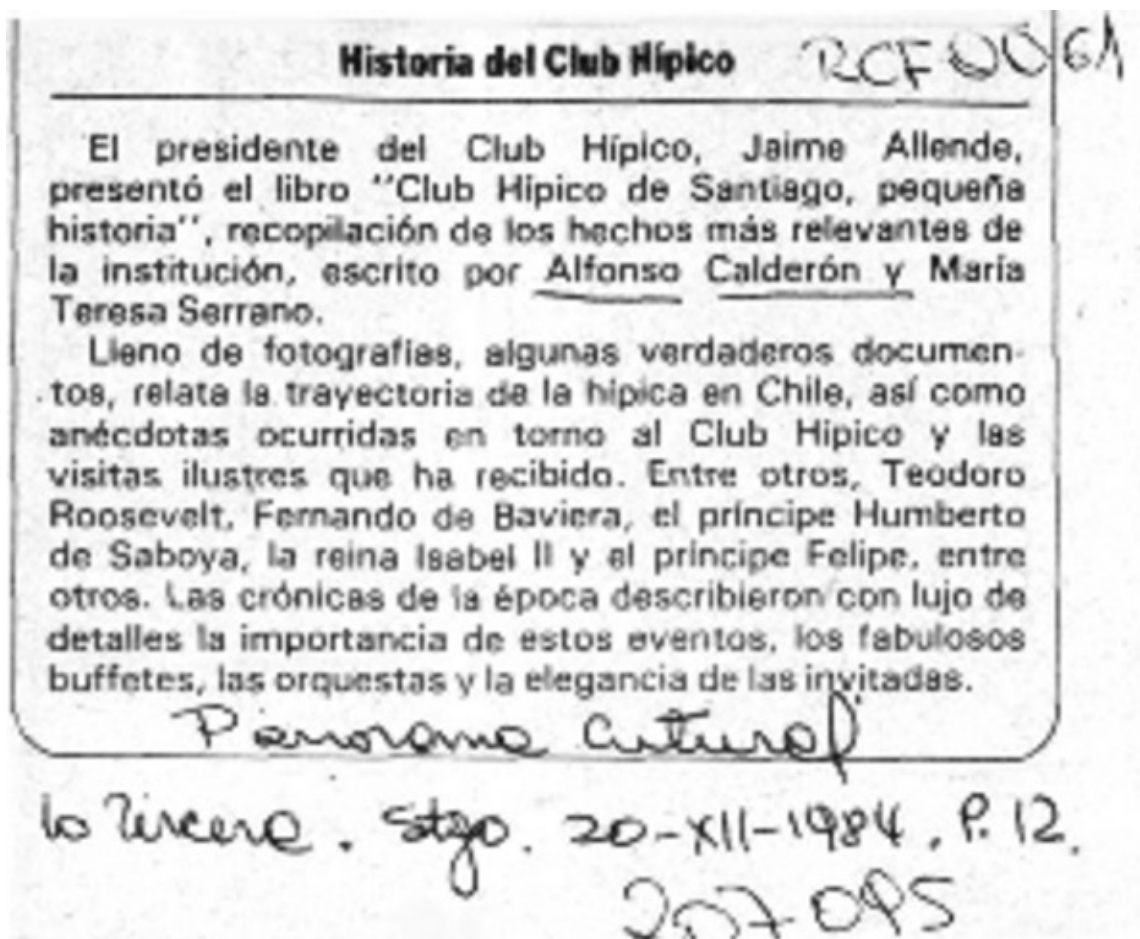 Historia del Club Hípico
RCF 0061
El presidente del Club Hípico, Jaime Allende,
presentó el libro "Club Hípico de Santiago, pequeña
historia", recopilación de los hechos más relevantes de
la institución, escrito por Alfonso Calderón y María
Teresa Serrano.
Lleno de fotografías, algunas verdaderos documen-
tos, relata la trayectoria de la hípica en Chile, así como
anécdotas ocurridas en torno al Club Hípico y las
visitas ilustres que ha recibido. Entre otros, Teodoro
Roosevelt, Fernando de Baviera, el príncipe Humberto
de Saboya, la reina Isabel II y el príncipe Felipe, entre
otros. Las crónicas de la época describieron con lujo de
detalles la importancia de estos eventos, los fabulosos
buffetes, las orquestas y la elegancia de las invitadas.
Panorama Cultural
La Tercera. Stgo. 20-XII-1984, P. 12.
207-095